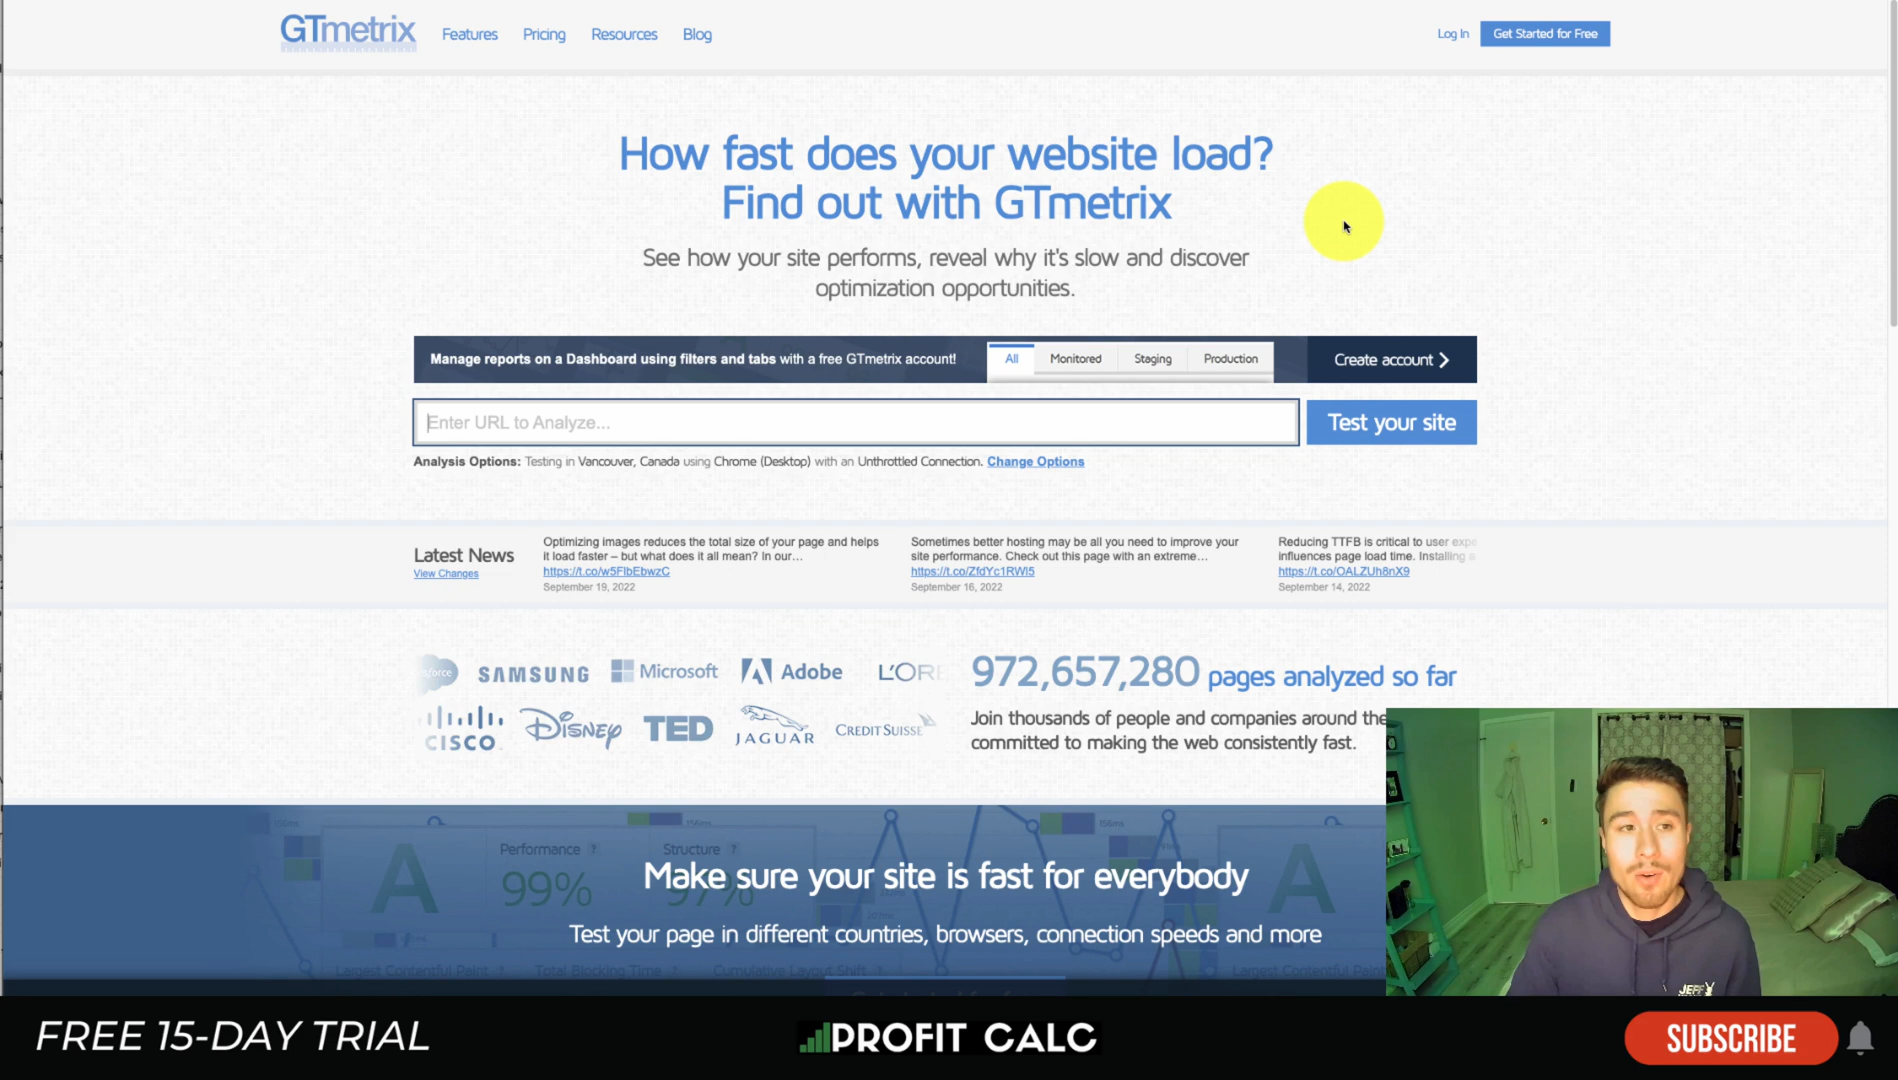 GTmetrix
Features
Pricing
Resources
Blog
Log In
Get Started for Free
How fast does your website load?
Find out with GTmetrix
See how your site performs, reveal why it's slow and discover
optimization opportunities.
Manage reports on a Dashboard using filters and tabs with a free GTmetrix account!
All
Monitored
Staging
Production
Create account
Enter URL to Analyze...
Test your site
Analysis Options: Testing in Vancouver, Canada using Chrome (Desktop) with an Unthrottled Connection. Change Options
Latest News
View Changes
Optimizing images reduces the total size of your page and helps
it load faster – but what does it all mean? In our...
https://t.co/w5FlbEbwzC
September 19, 2022
Sometimes better hosting may be all you need to improve your
site performance. Check out this page with an extreme...
https://t.co/ZfdYc1RWl5
September 16, 2022
Reducing TTFB is critical to user expe
influences page load time. Installing a
https://t.co/OALZUh8nX9
September 14, 2022
SAMSUNG
Microsoft
Adobe
L'OR
CISCO
Disney
TED
JAGUAR
CREDIT SUISSE
972,657,280 pages analyzed so far
Join thousands of people and companies around the
committed to making the web consistently fast.
156ms
156ms
156ms
Performance ?
Structure ?
A
99%
97%
A
Make sure your site is fast for everybody
Test your page in different countries, browsers, connection speeds and more
Largest Contentful Paint
Total Blocking Time ?
Cumulative Layout Shift ?
Largest Contentful Paint
JEFF
FREE 15-DAY TRIAL
PROFIT CALC
SUBSCRIBE